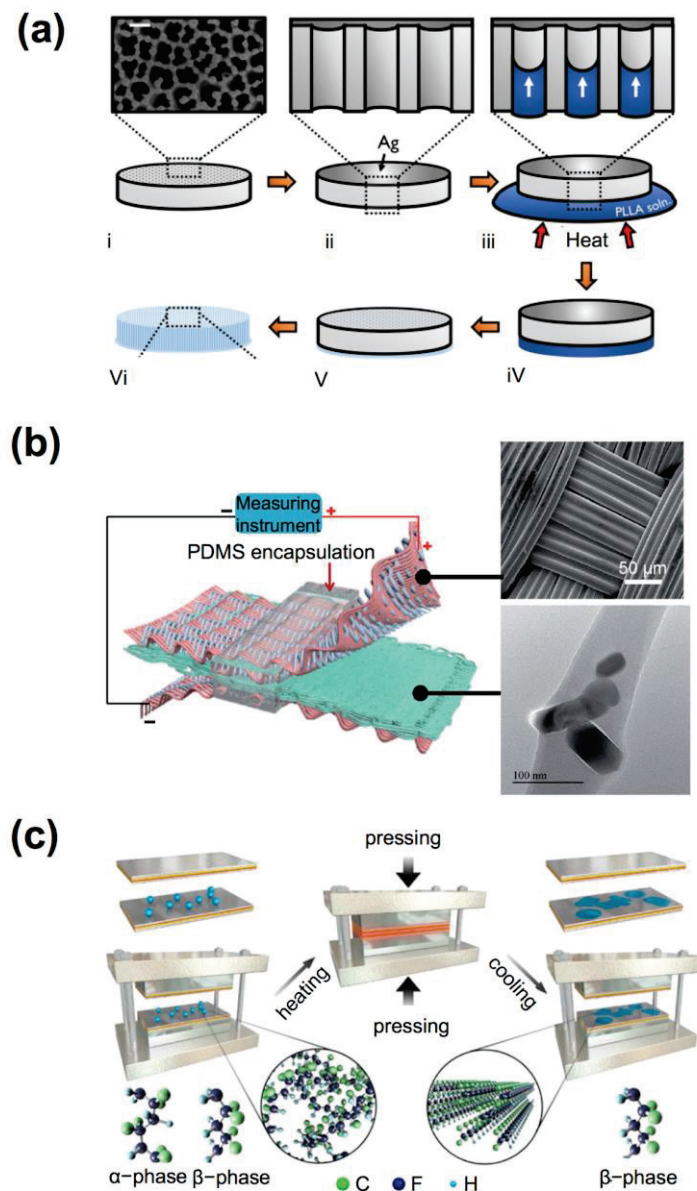 (a)
Ag
PLLA soln.
Heat
i
ii
iii
Vi
V
iV
(b)
Measuring
instrument
−
+
PDMS encapsulation
+
−
50 µm
100 nm
(c)
pressing
heating
cooling
pressing
α−phase
β−phase
β−phase
C
F
H